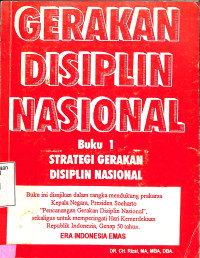 GERAKAN
DISIPLIN
NASIONAL
Buku 1
STRATEGI GERAKAN
DISIPLIN NASIONAL
Buku ini disajikan dalam rangka mendukung prakarsa
Kepala Negara, Presiden Soeharto
"Pencanangan Gerakan Disiplin Nasional",
sekaligus untuk memperingati Hari Kemerdekaan
Republik Indonesia, Genap 50 tahun.
ERA INDONESIA EMAS
DR. CH. Rizal, MA, MBA, DBA.